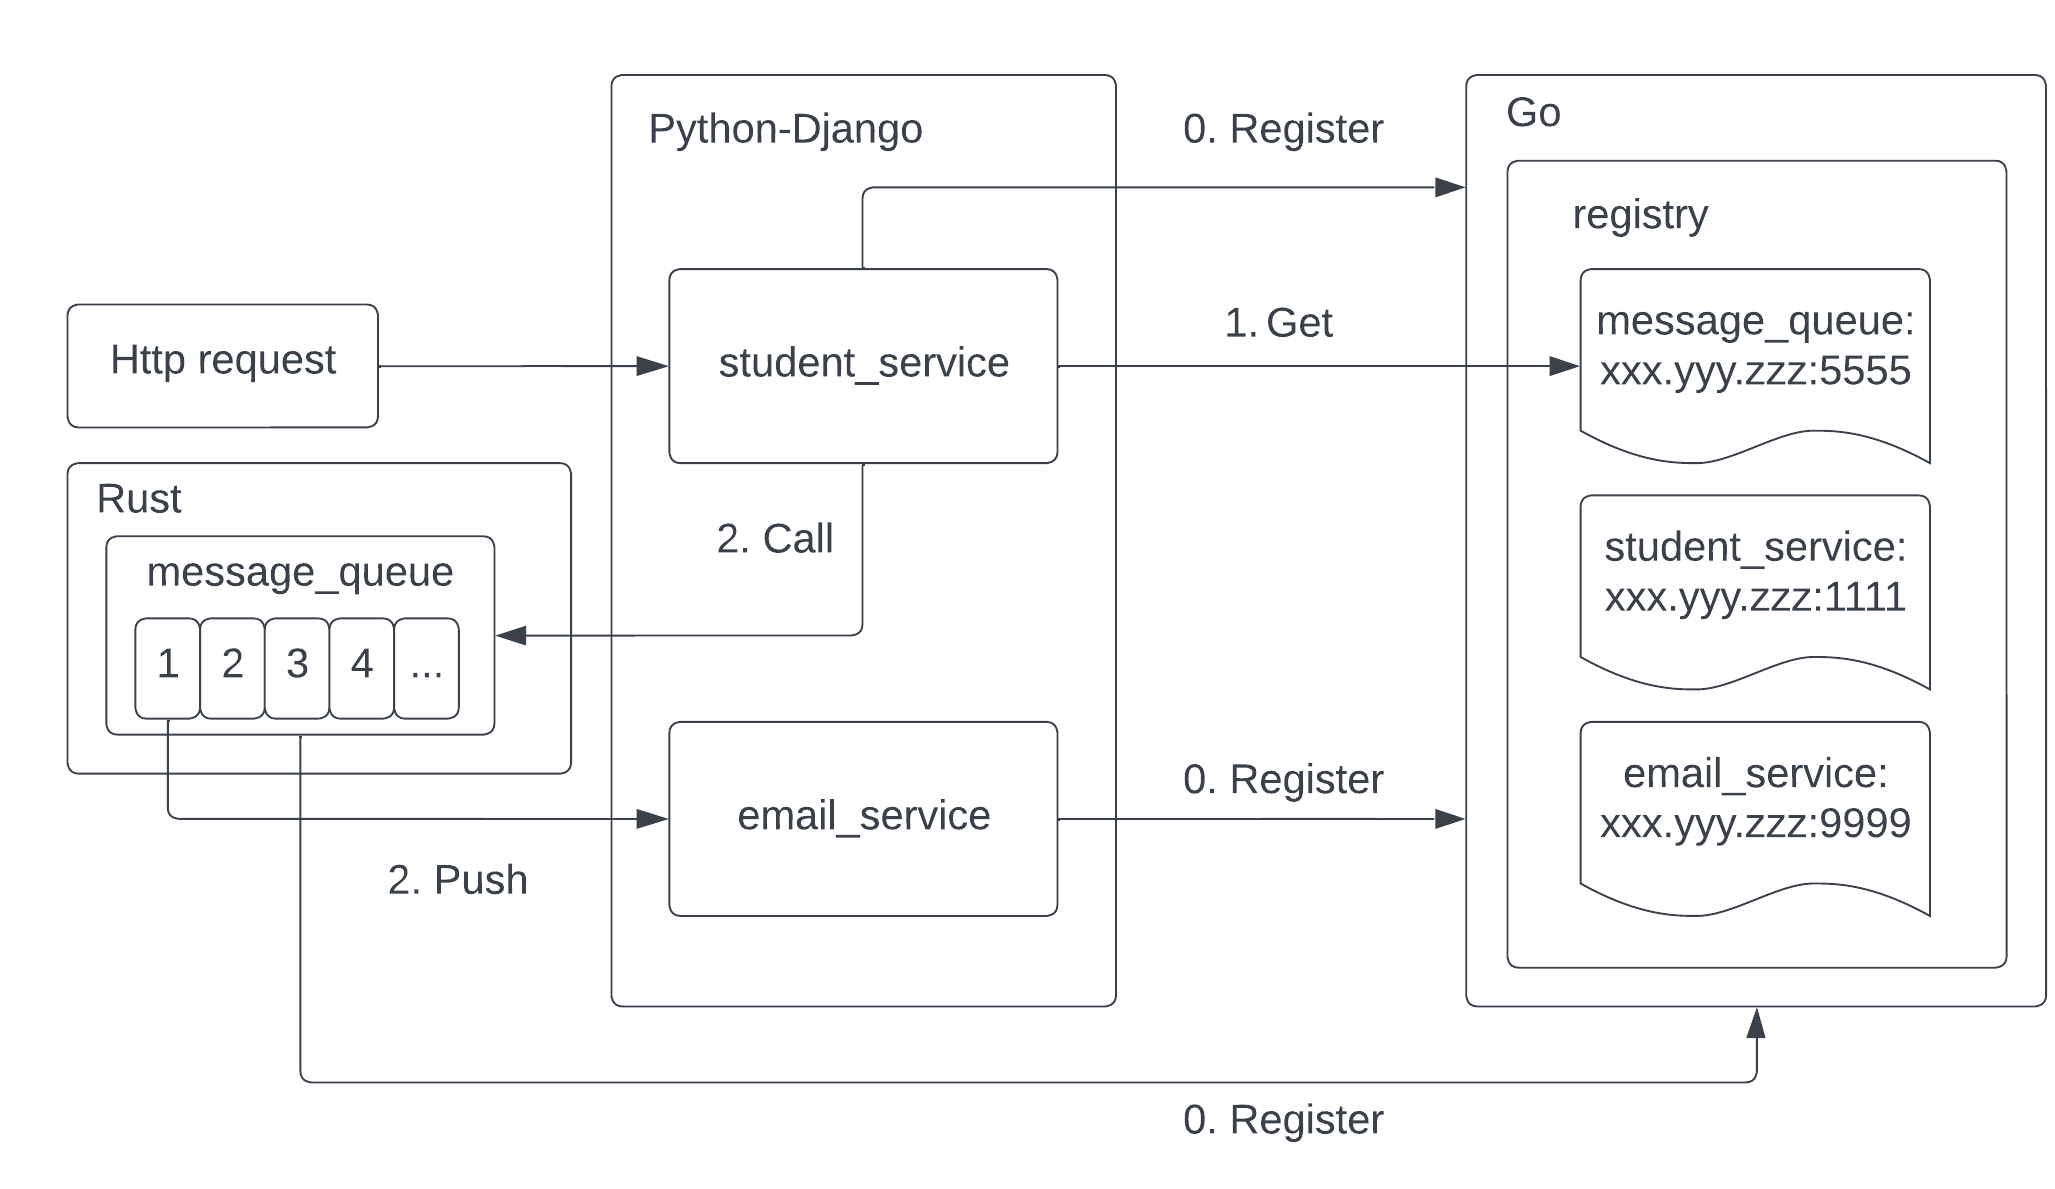 Python-Django
0. Register
Go
registry
Http request
student_service
1. Get
message_queue:
xxx.yyy.zzz:5555
Rust
message_queue
1 2 3 4 ...
2. Call
student_service:
xxx.yyy.zzz:1111
email_service
0. Register
email_service:
xxx.yyy.zzz:9999
2. Push
0. Register